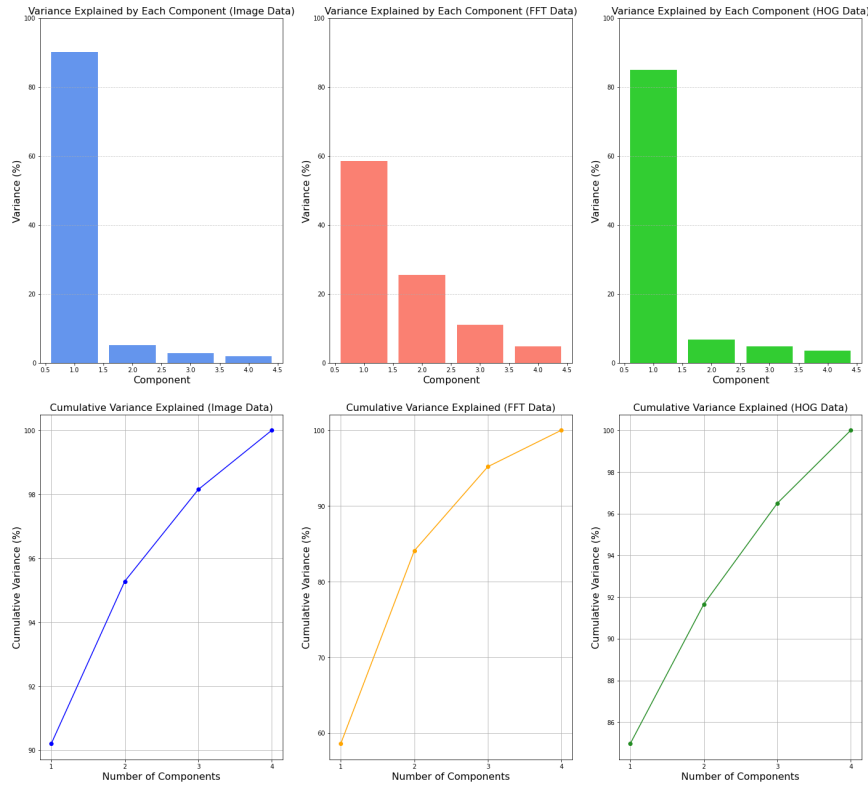 Variance Explained by Each Component (Image Data)
Variance (%)
100
80
60
40
20
0
0.5 1.0 1.5 2.0 2.5 3.0 3.5 4.0 4.5
Component
Variance Explained by Each Component (FFT Data)
Variance (%)
100
80
60
40
20
0
0.5 1.0 1.5 2.0 2.5 3.0 3.5 4.0 4.5
Component
Variance Explained by Each Component (HOG Data)
Variance (%)
100
80
60
40
20
0
0.5 1.0 1.5 2.0 2.5 3.0 3.5 4.0 4.5
Component
Cumulative Variance Explained (Image Data)
Cumulative Variance (%)
100
98
96
94
92
90
1 2 3 4
Number of Components
Cumulative Variance Explained (FFT Data)
Cumulative Variance (%)
100
90
80
70
60
1 2 3 4
Number of Components
Cumulative Variance Explained (HOG Data)
Cumulative Variance (%)
100
98
96
94
92
90
88
86
1 2 3 4
Number of Components